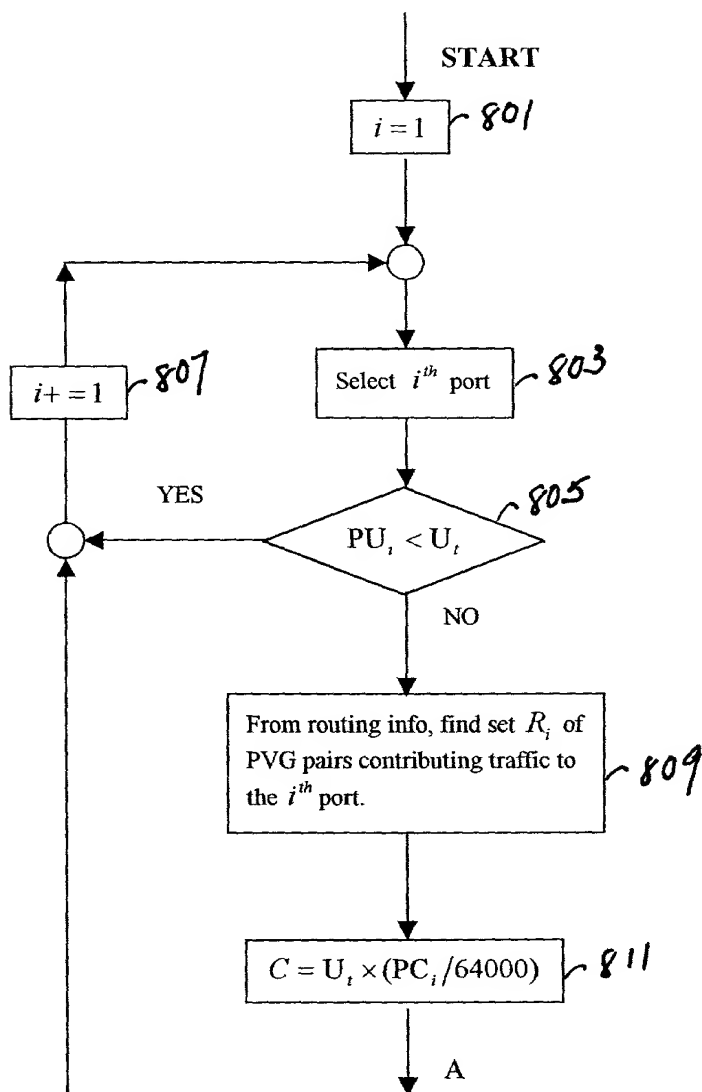 START
i = 1
801
i+ = 1
807
Select i^th port
803
YES
PU_i < U_t
805
NO
From routing info, find set R_i of
PVG pairs contributing traffic to
the i^th port.
809
C = U_t × (PC_i/64000)
811
A